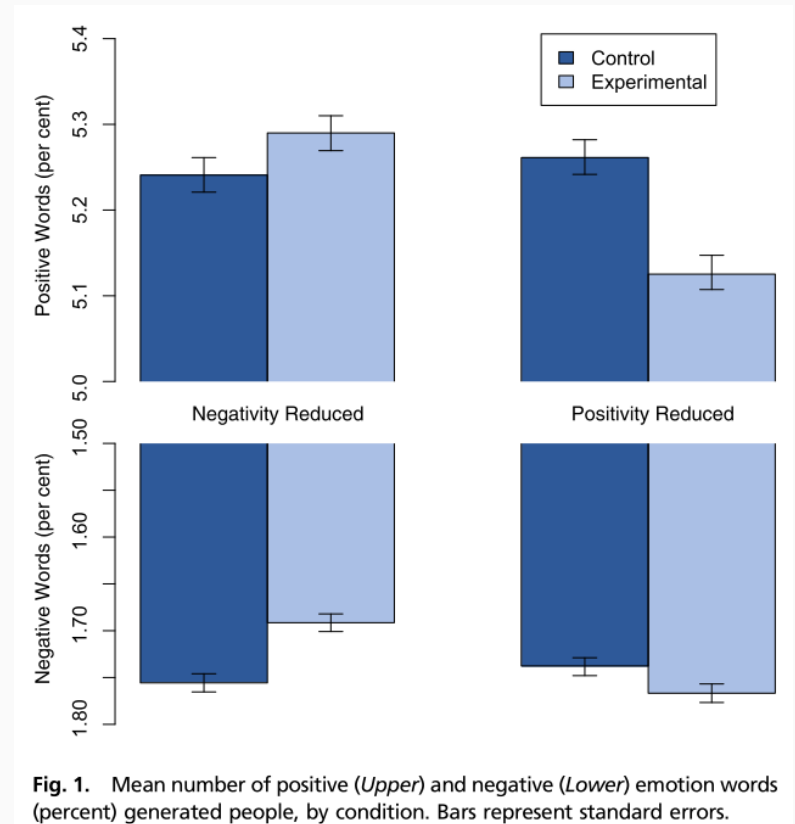 5.4
5.3
5.2
5.1
5.0
Positive Words (per cent)
Control
Experimental
Negativity Reduced
Positivity Reduced
1.50
1.60
1.70
1.80
Negative Words (per cent)
Fig. 1. Mean number of positive (Upper) and negative (Lower) emotion words
(percent) generated people, by condition. Bars represent standard errors.